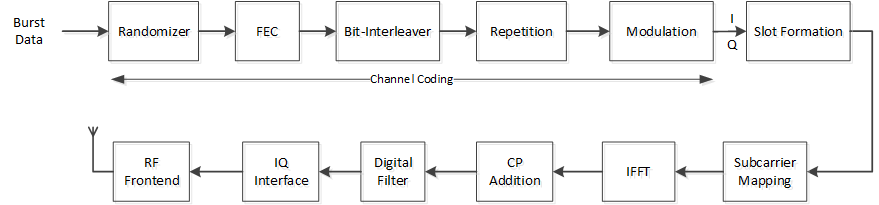 Burst
Data
Randomizer
FEC
Bit-Interleaver
Repetition
Modulation
I
Q
Slot Formation
Channel Coding
RF
Frontend
IQ
Interface
Digital
Filter
CP
Addition
IFFT
Subcarrier
Mapping